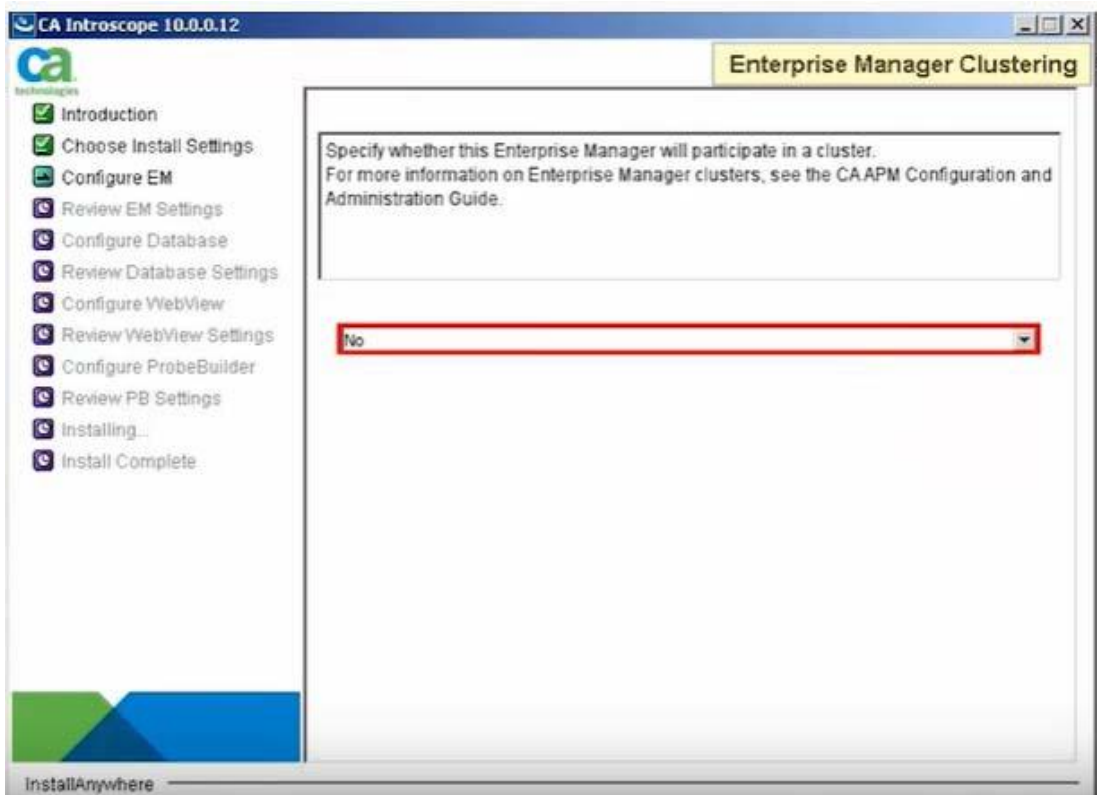 CA Introscope 10.0.0.12
ca
technologies
Enterprise Manager Clustering
Introduction
Choose Install Settings
Configure EM
Review EM Settings
Configure Database
Review Database Settings
Configure WebView
Review WebView Settings
Configure ProbeBuilder
Review PB Settings
Installing...
Install Complete
Specify whether this Enterprise Manager will participate in a cluster.
For more information on Enterprise Manager clusters, see the CA APM Configuration and
Administration Guide.
No
InstallAnywhere